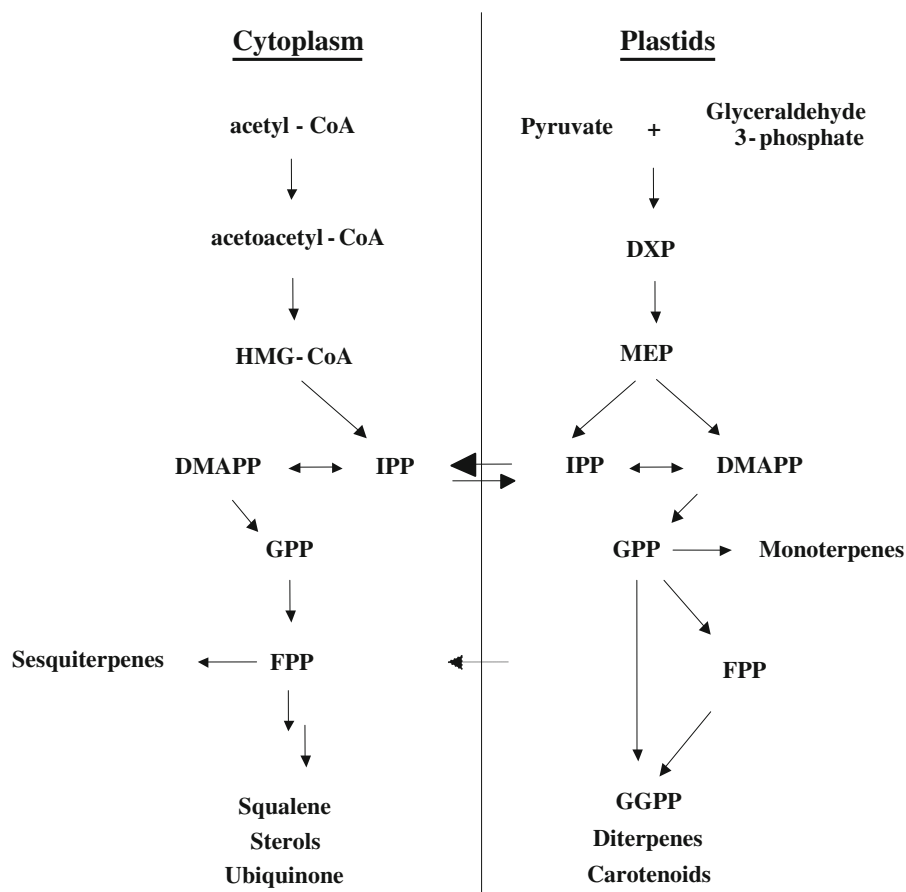 Cytoplasm
acetyl - CoA
acetoacetyl - CoA
HMG - CoA
DMAPP
IPP
GPP
Sesquiterpenes
FPP
Squalene
Sterols
Ubiquinone
Plastids
Pyruvate + Glyceraldehyde
3 - phosphate
DXP
MEP
IPP
DMAPP
GPP
Monoterpenes
FPP
GGPP
Diterpenes
Carotenoids